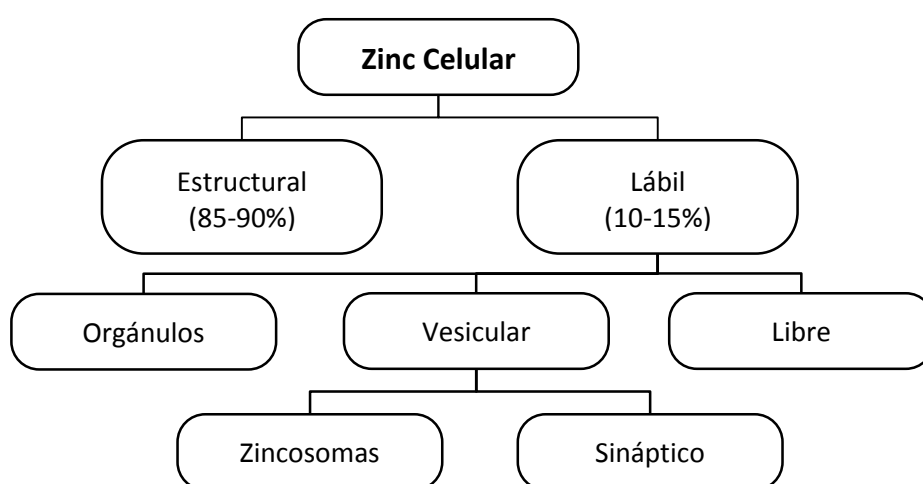 Zinc Celular
Estructural
(85-90%)
Lábil
(10-15%)
Orgánulos
Vesicular
Libre
Zincosomas
Sináptico